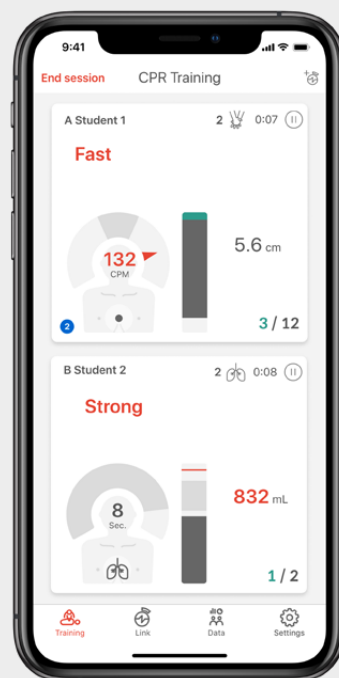 9:41
End session CPR Training
A Student 1 2 0:07
Fast
132
CPM
5.6 cm
2
3 / 12
B Student 2 2 0:08
Strong
8
Sec.
832 mL
1 / 2
Training Link Data Settings